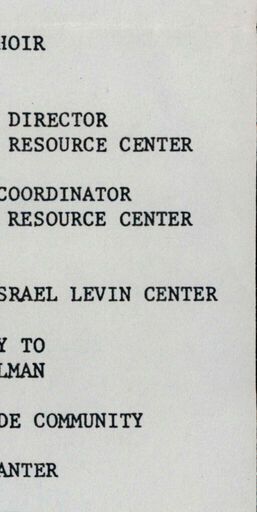 HOIR
DIRECTOR
RESOURCE CENTER
COORDINATOR
RESOURCE CENTER
SRAEL LEVIN CENTER
Y TO
LMAN
DE COMMUNITY
ANTER